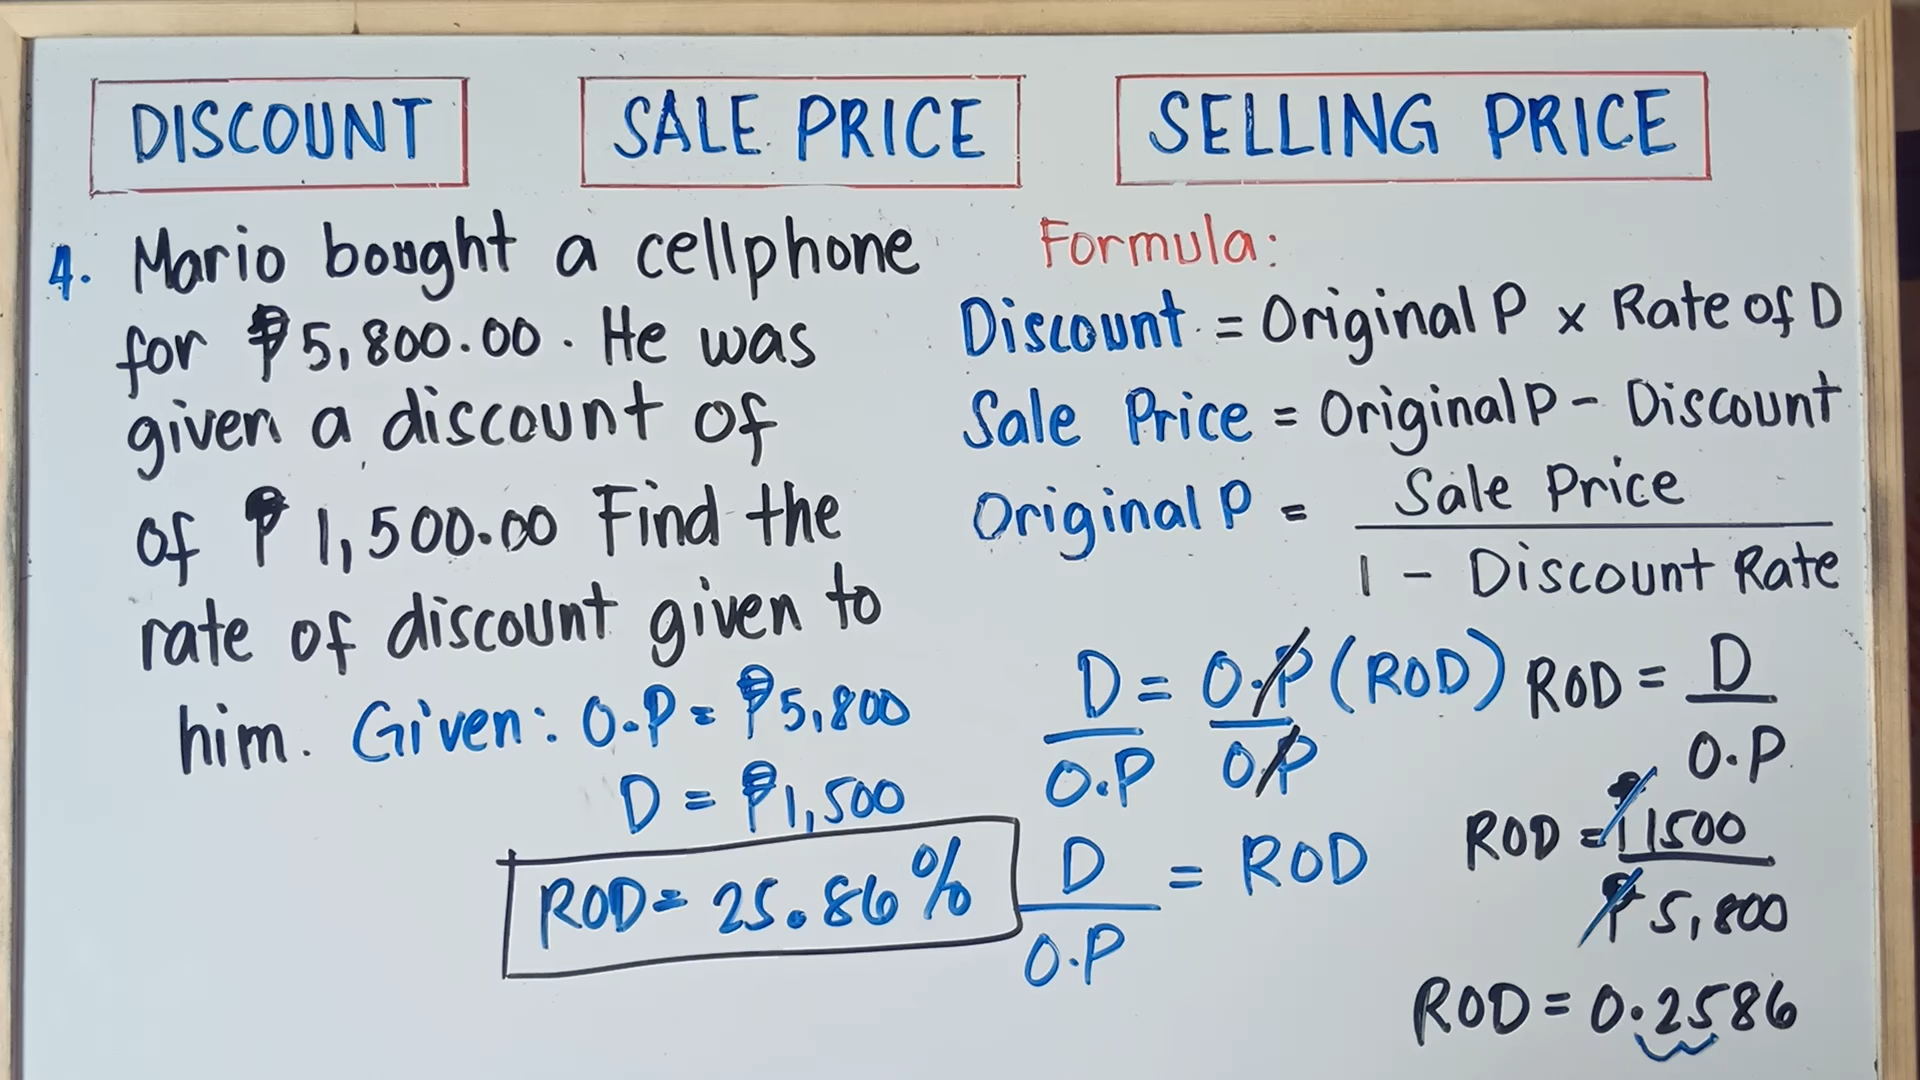 DISCOUNT SALE PRICE SELLING PRICE
4. Mario bought a cellphone
for ₱5,800.00. He was
given a discount of
of ₱ 1,500.00 Find the
rate of discount given to
him. Given: O.P = ₱5,800
D = ₱1,500
ROD = 25.86%
Formula:
Discount = Original P x Rate of D
Sale Price = Original P - Discount
Original P = Sale Price
1 - Discount Rate
D = O.P (ROD)
O.P O.P
D = ROD
O.P
ROD = D
O.P
ROD = ₱1500
₱5,800
ROD = 0.2586